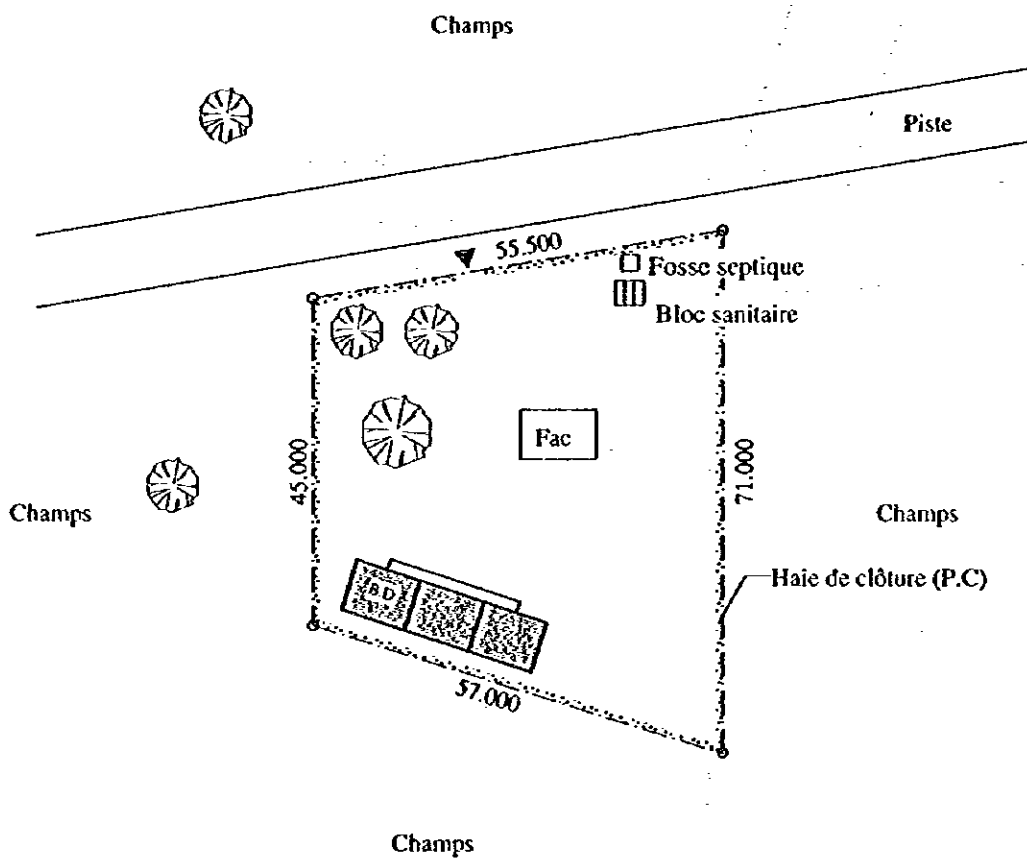 Champs
Piste
55.500
Fosse septique
Bloc sanitaire
Fac
45.000
71.000
Champs
Champs
Haie de clôture (P.C)
B D
57.000
Champs